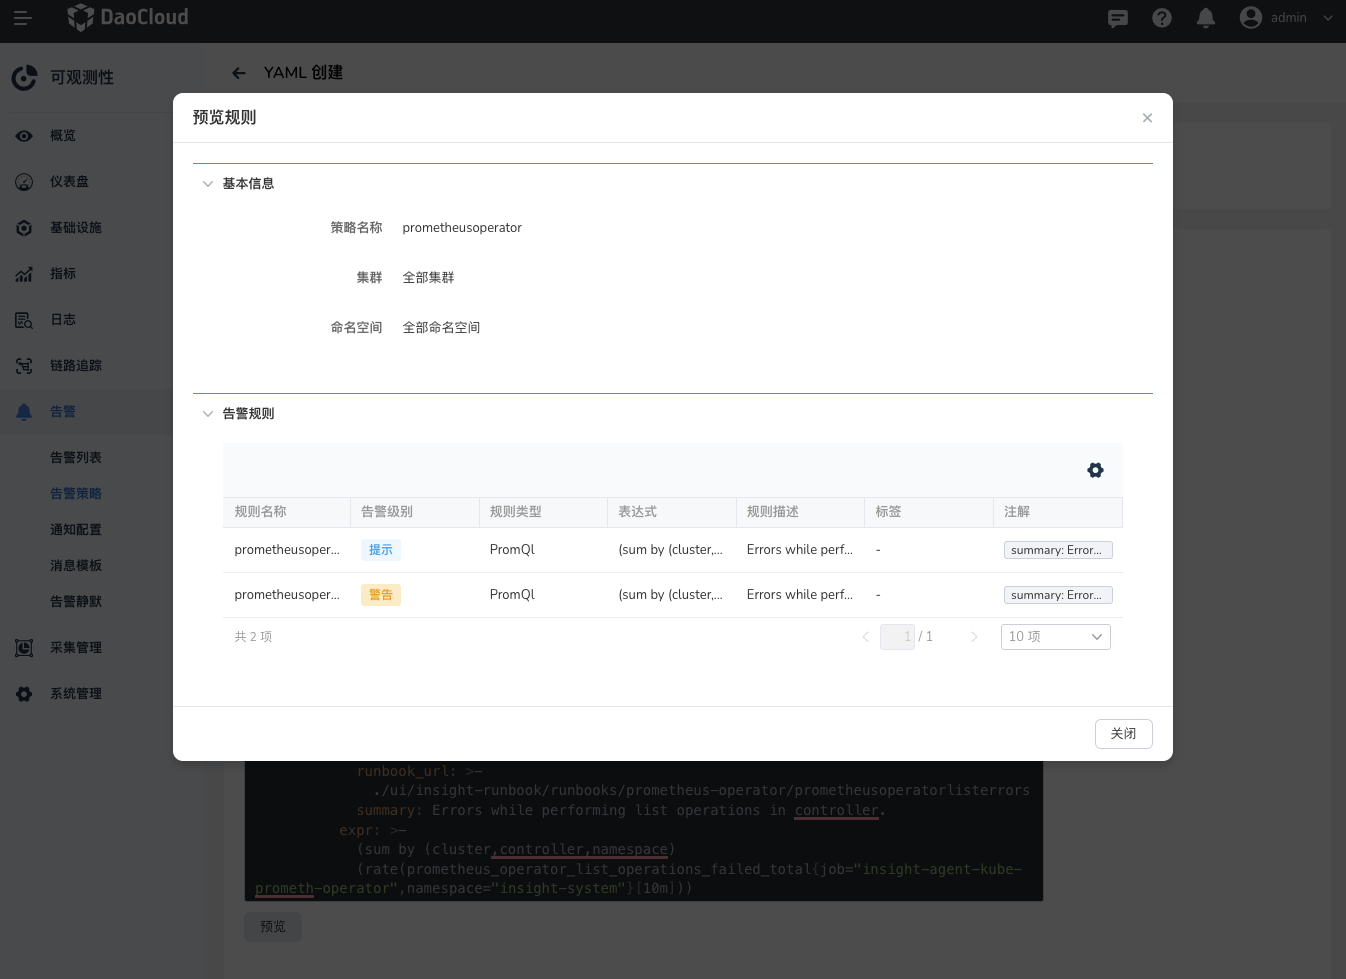 DaoCloud
admin
可观测性
YAML 创建
概览
仪表盘
基础设施
指标
日志
链路追踪
告警
告警列表
告警策略
通知配置
消息模板
告警静默
采集管理
系统管理
预览规则
基本信息
策略名称 prometheusoperator
集群 全部集群
命名空间 全部命名空间
告警规则
规则名称 告警级别 规则类型 表达式 规则描述 标签 注解
prometheusoper... 提示 PromQl (sum by (cluster,... Errors while perf... - summary: Error...
prometheusoper... 警告 PromQl (sum by (cluster,... Errors while perf... - summary: Error...
共 2 项 1 / 1 10 项
关闭
runbook_url: >-
./ui/insight-runbook/runbooks/prometheus-operator/prometheusoperatorlisterrors
summary: Errors while performing list operations in controller.
expr: >-
(sum by (cluster,controller,namespace)
(rate(prometheus_operator_list_operations_failed_total{job="insight-agent-kube-
prometh-operator",namespace="insight-system"}[10m]))
预览